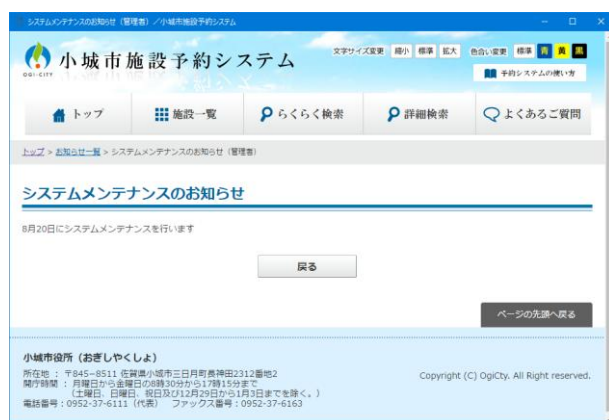 システムメンテナンスのお知らせ（管理者）／小城市施設予約システム
小城市施設予約システム
OGI-CITY
文字サイズ変更 縮小 標準 拡大 色合い変更 標準 青 黄 黒
予約システムの使い方
トップ 施設一覧 らくらく検索 詳細検索 よくあるご質問
トップ > お知らせ一覧 > システムメンテナンスのお知らせ（管理者）
システムメンテナンスのお知らせ
8月20日にシステムメンテナンスを行います
戻る
ページの先頭へ戻る
小城市役所（おぎしやくしょ）
所在地 ： 〒845-8511 佐賀県小城市三日月町長神田2312番地2
開庁時間 ： 月曜日から金曜日の8時30分から17時15分まで
（土曜日、日曜日、祝日及び12月29日から1月3日までを除く。）
電話番号：0952-37-6111（代表） ファックス番号：0952-37-6163
Copyright (C) OgiCty. All Right reserved.